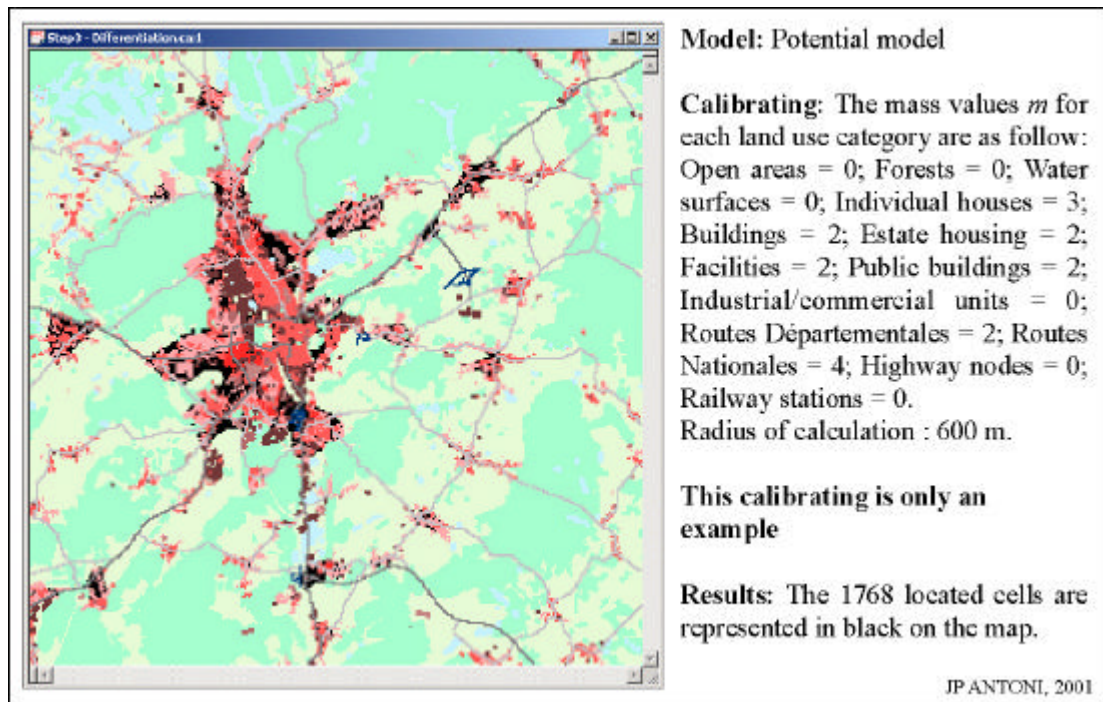 Step3 - Differentiation.ca:1
Model: Potential model
Calibrating: The mass values m for
each land use category are as follow:
Open areas = 0; Forests = 0; Water
surfaces = 0; Individual houses = 3;
Buildings = 2; Estate housing = 2;
Facilities = 2; Public buildings = 2;
Industrial/commercial units = 0;
Routes Départementales = 2; Routes
Nationales = 4; Highway nodes = 0;
Railway stations = 0.
Radius of calculation : 600 m.
This calibrating is only an
example
Results: The 1768 located cells are
represented in black on the map.
JP ANTONI, 2001